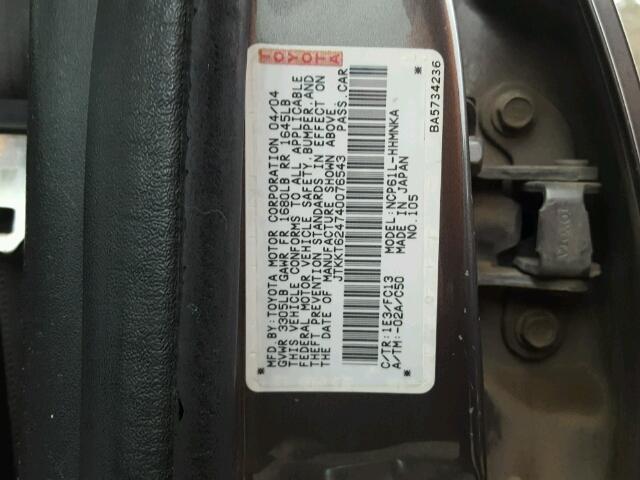 TOYOTA
MFD.BY:TOYOTA MOTOR CORPORATION 04/04
GVWR 3305LB GAWR FR 1680LB RR 1645LB
THIS VEHICLE CONFORMS TO ALL APPLICABLE
FEDERAL MOTOR VEHICLE SAFETY, BUMPER,AND
THEFT PREVENTION STANDARDS IN EFFECT ON
THE DATE OF MANUFACTURE SHOWN ABOVE.
JTKKT624740076543 PASS.CAR
C/TR:1E3/FC13 MODEL:NCP61L-HHMNKA
A/TM:-02A/C50 MADE IN JAPAN
NO.105
BA5734236